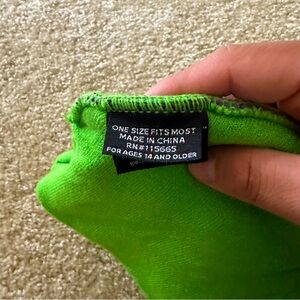 ONE SIZE FITS MOST
MADE IN CHINA
RN#115665
FOR AGES 14 AND OLDER